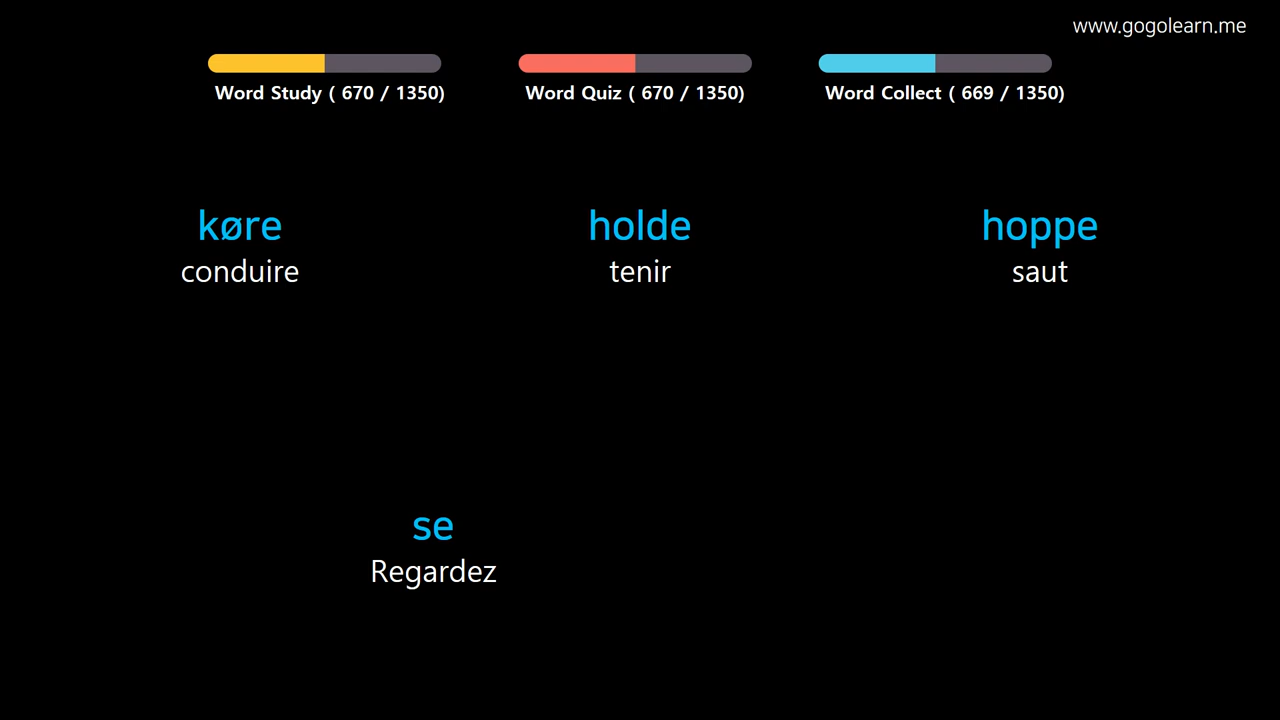 www.gogolearn.me
Word Study ( 670 / 1350)
Word Quiz ( 670 / 1350)
Word Collect ( 669 / 1350)
køre
conduire
holde
tenir
hoppe
saut
se
Regardez